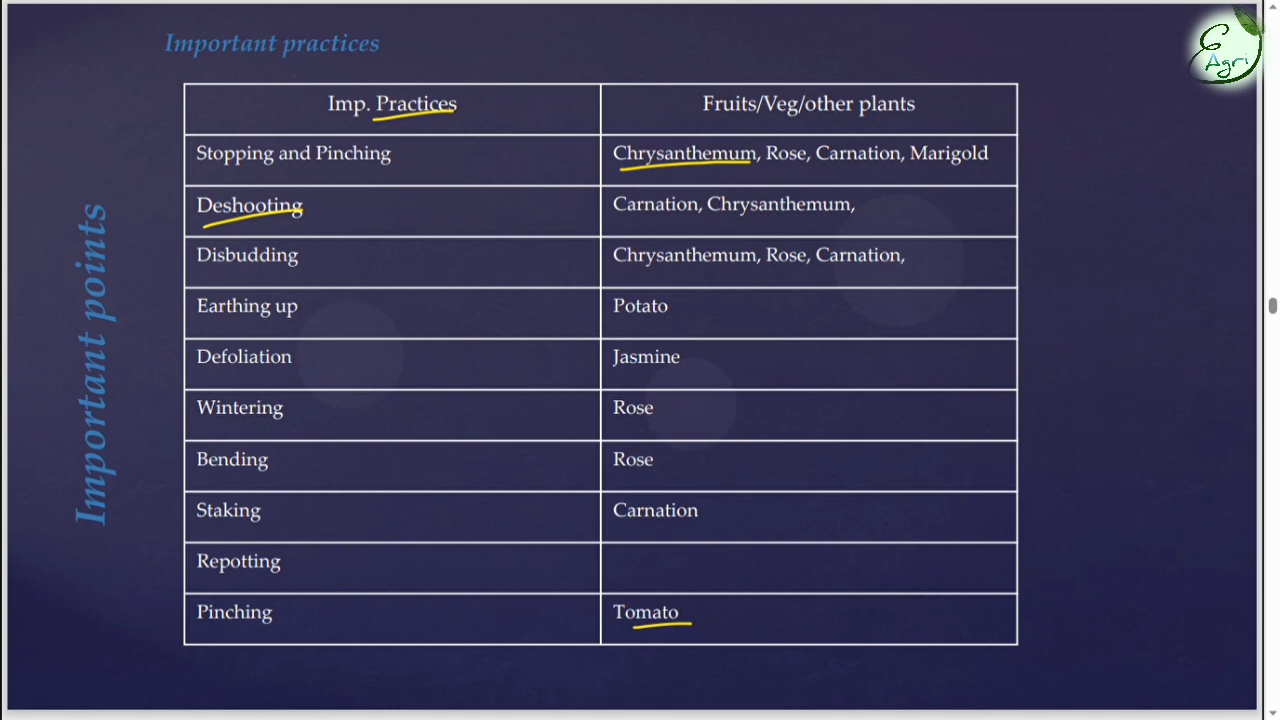 Important practices
E Agri
Important points
Imp. Practices Fruits/Veg/other plants
Stopping and Pinching Chrysanthemum, Rose, Carnation, Marigold
Deshooting Carnation, Chrysanthemum,
Disbudding Chrysanthemum, Rose, Carnation,
Earthing up Potato
Defoliation Jasmine
Wintering Rose
Bending Rose
Staking Carnation
Repotting
Pinching Tomato